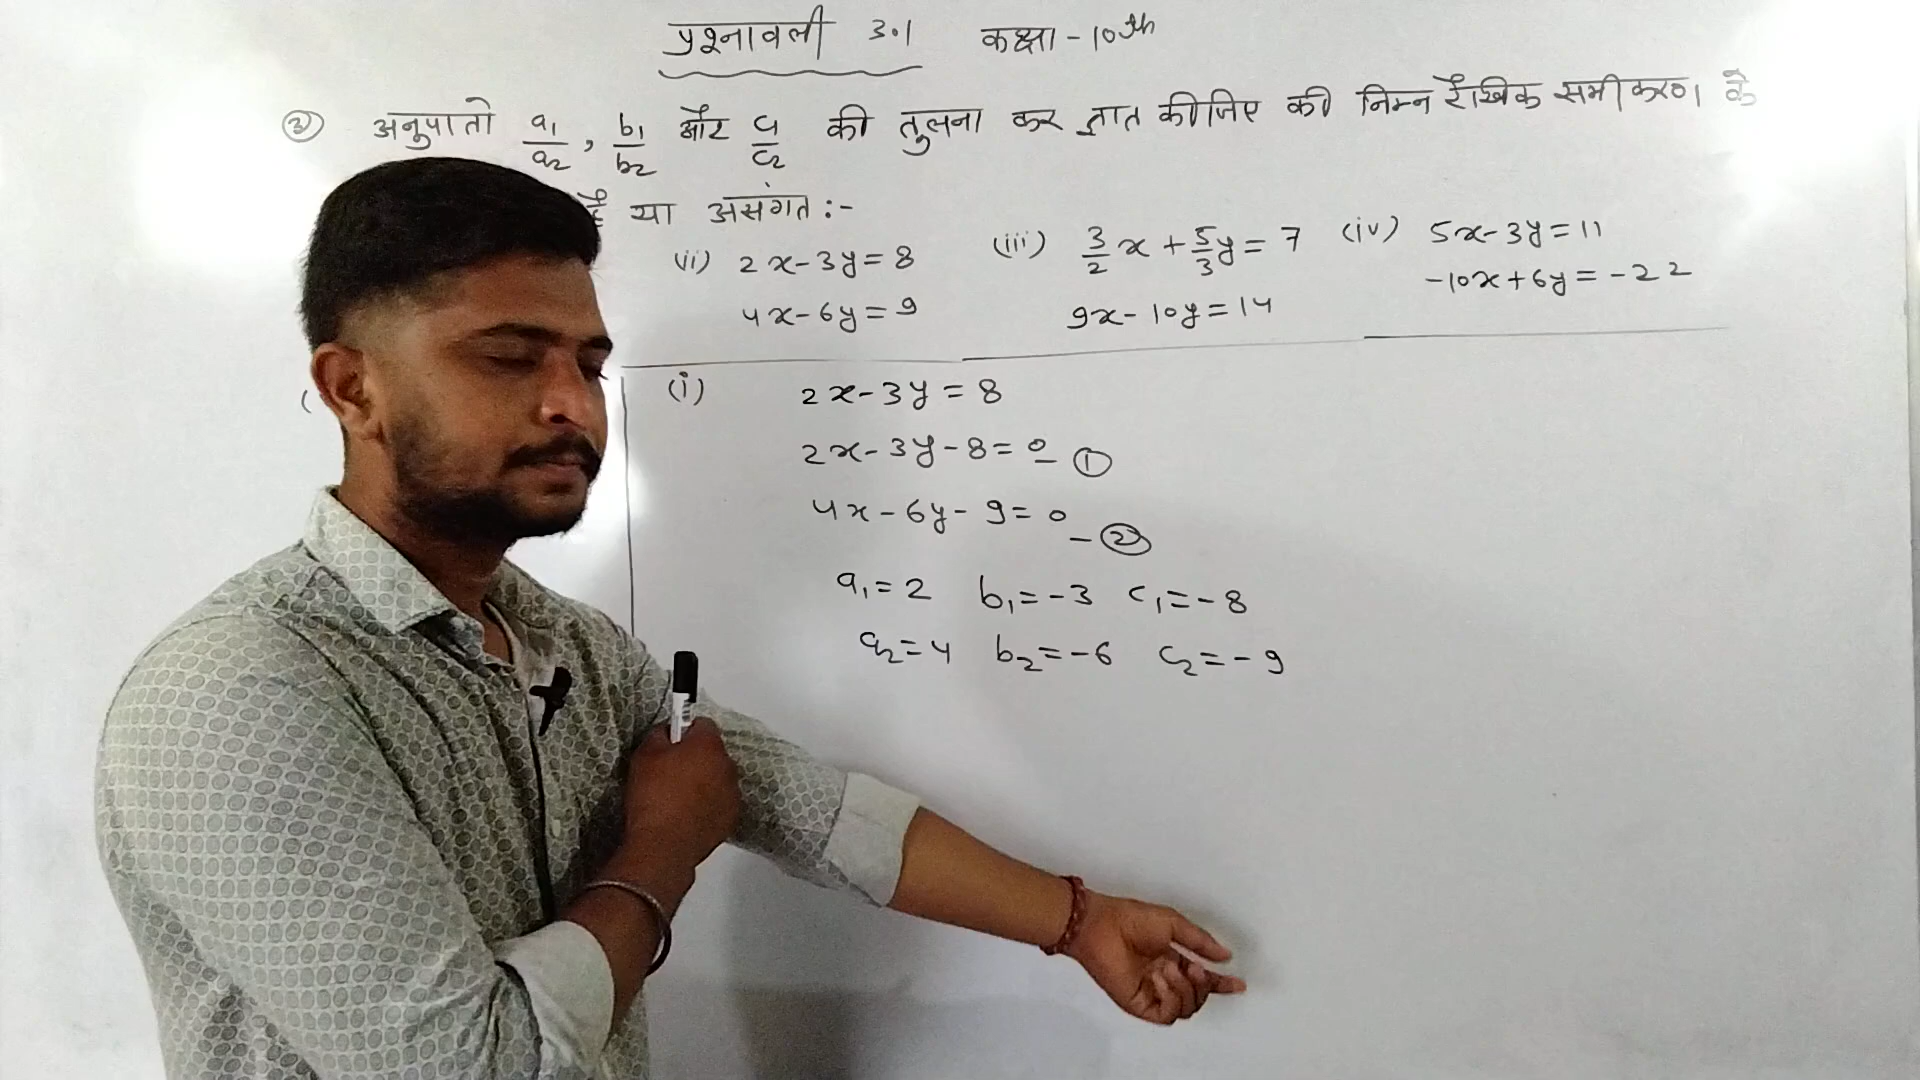 प्रश्नावली 3.1 कक्षा - 10th
③ अनुपातो a₁/a₂, b₁/b₂ और c₁/c₂ की तुलना कर ज्ञात कीजिए की निम्न रैखिक समीकरण के
है या असंगत :-
(ii) 2x - 3y = 8
4x - 6y = 9
(iii) 3/2 x + 5/3 y = 7
9x - 10y = 14
(iv) 5x - 3y = 11
-10x + 6y = -22
(i) 2x - 3y = 8
2x - 3y - 8 = 0 - ①
4x - 6y - 9 = 0 - ②
a₁ = 2 b₁ = -3 c₁ = -8
a₂ = 4 b₂ = -6 c₂ = -9